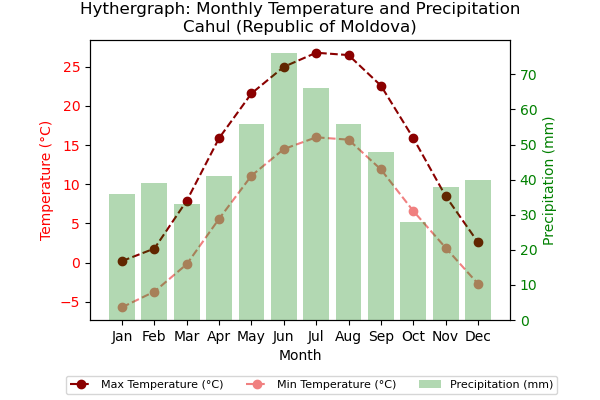 Hythergraph: Monthly Temperature and Precipitation
Cahul (Republic of Moldova)
Temperature (°C)
25
20
15
10
5
0
−5
70
60
50
40
30
20
10
0
Precipitation (mm)
Jan Feb Mar Apr May Jun Jul Aug Sep Oct Nov Dec
Month
Max Temperature (°C) Min Temperature (°C) Precipitation (mm)